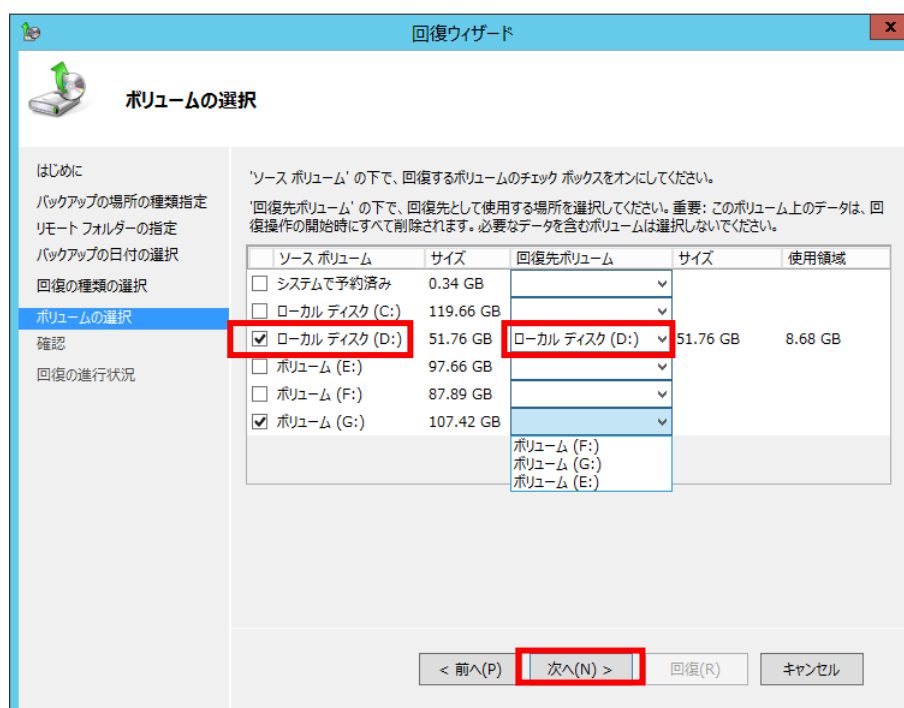 回復ウィザード
x
ボリュームの選択
はじめに
バックアップの場所の種類指定
リモート フォルダーの指定
バックアップの日付の選択
回復の種類の選択
ボリュームの選択
確認
回復の進行状況
'ソース ボリューム' の下で、回復するボリュームのチェック ボックスをオンにしてください。
'回復先ボリューム' の下で、回復先として使用する場所を選択してください。重要: このボリューム上のデータは、回
復操作の開始時にすべて削除されます。必要なデータを含むボリュームは選択しないでください。
ソース ボリューム サイズ 回復先ボリューム サイズ 使用領域
システムで予約済み 0.34 GB
ローカル ディスク (C:) 119.66 GB
ローカル ディスク (D:) 51.76 GB ローカル ディスク (D:) 51.76 GB 8.68 GB
ボリューム (E:) 97.66 GB
ボリューム (F:) 87.89 GB
ボリューム (G:) 107.42 GB
ボリューム (F:)
ボリューム (G:)
ボリューム (E:)
< 前へ(P) 次へ(N) > 回復(R) キャンセル